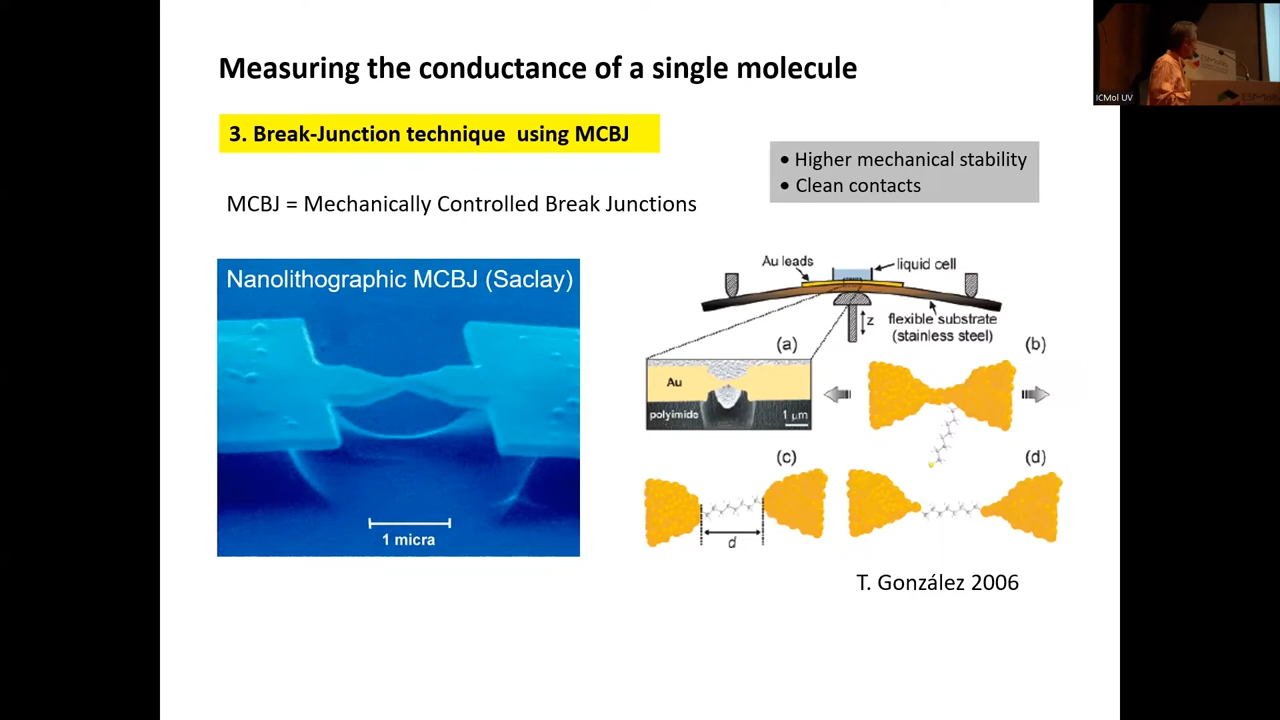 Measuring the conductance of a single molecule
3. Break-Junction technique using MCBJ
• Higher mechanical stability
• Clean contacts
MCBJ = Mechanically Controlled Break Junctions
Nanolithographic MCBJ (Saclay)
1 micra
Au leads
liquid cell
z
flexible substrate
(stainless steel)
(a)
(b)
Au
polyimide
1 μm
(c)
(d)
d
T. González 2006
ICMol UV